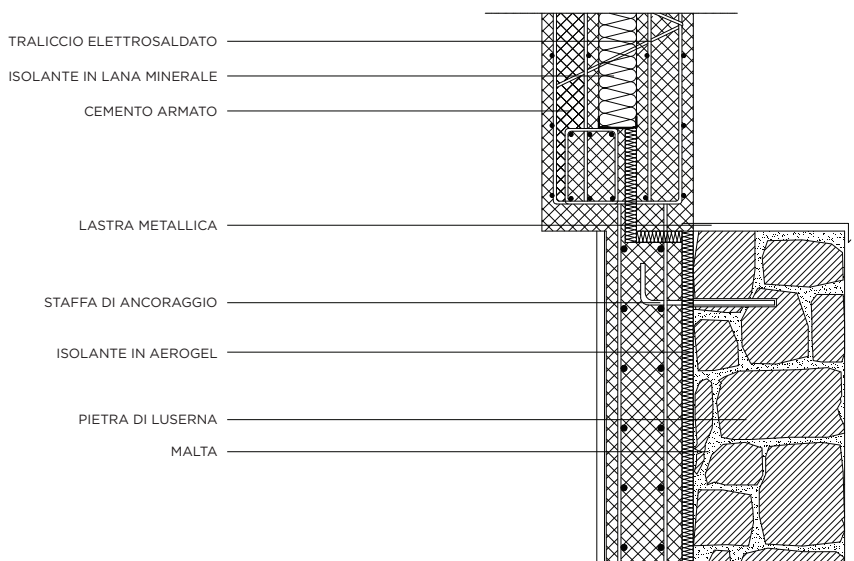 TRALICCIO ELETTROSALDATO
ISOLANTE IN LANA MINERALE
CEMENTO ARMATO
LASTRA METALLICA
STAFFA DI ANCORAGGIO
ISOLANTE IN AEROGEL
PIETRA DI LUSERNA
MALTA